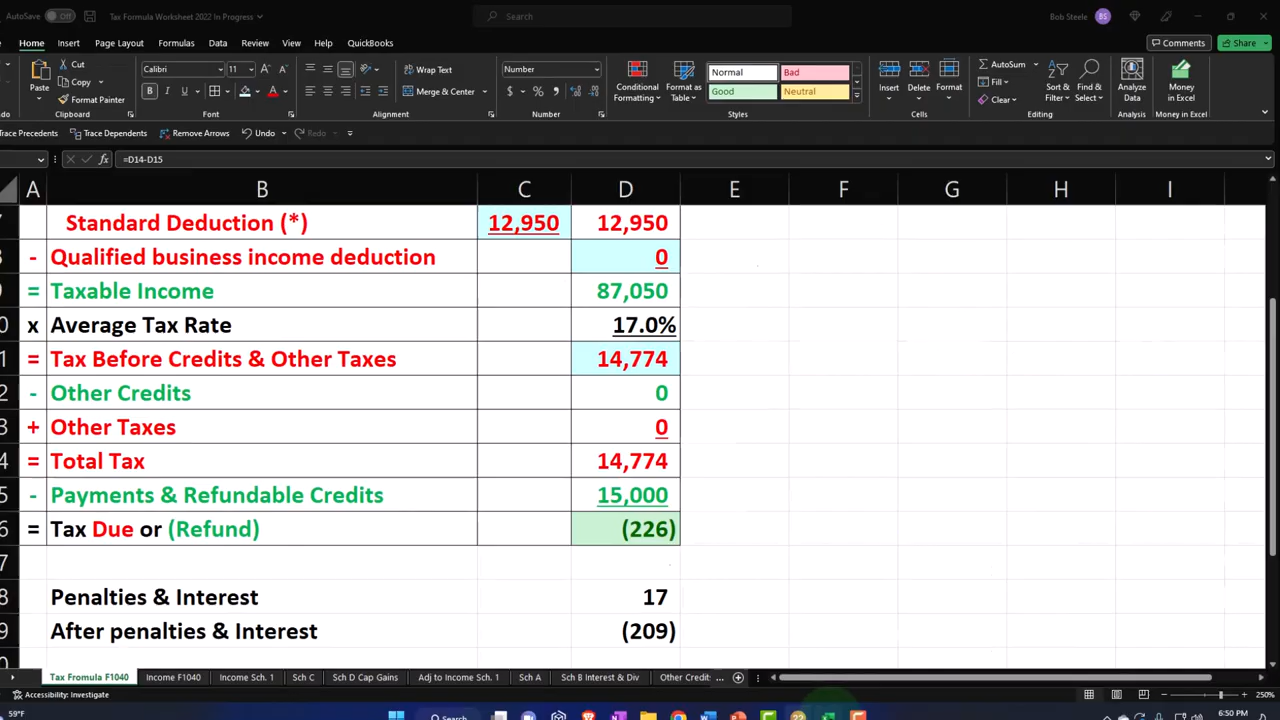 AutoSave Off Tax Formula Worksheet 2022 In Progress Search Bob Steele BS
Home Insert Page Layout Formulas Data Review View Help QuickBooks Comments Share
Paste Cut Copy Format Painter Clipboard
Calibri 11 B I U A A A Font
Wrap Text Merge & Center Alignment
Number $ % Number
Conditional Formatting Format as Table Normal Bad Good Neutral Styles
Insert Delete Format Cells
AutoSum Fill Clear Sort & Filter Find & Select Editing
Analyze Data Analysis Money in Excel Money in Excel
Trace Precedents Trace Dependents Remove Arrows Undo Redo
fx =D14-D15
A B C D E F G H I
Standard Deduction (*) 12,950 12,950
- Qualified business income deduction 0
= Taxable Income 87,050
x Average Tax Rate 17.0%
= Tax Before Credits & Other Taxes 14,774
- Other Credits 0
+ Other Taxes 0
= Total Tax 14,774
- Payments & Refundable Credits 15,000
= Tax Due or (Refund) (226)
7
8 Penalties & Interest 17
9 After penalties & Interest (209)
Tax Fromula F1040 Income F1040 Income Sch. 1 Sch C Sch D Cap Gains Adj to Income Sch. 1 Sch A Sch B Interest & Div Other Credit ...
Accessibility: Investigate 250%
59°F Search 6:50 PM